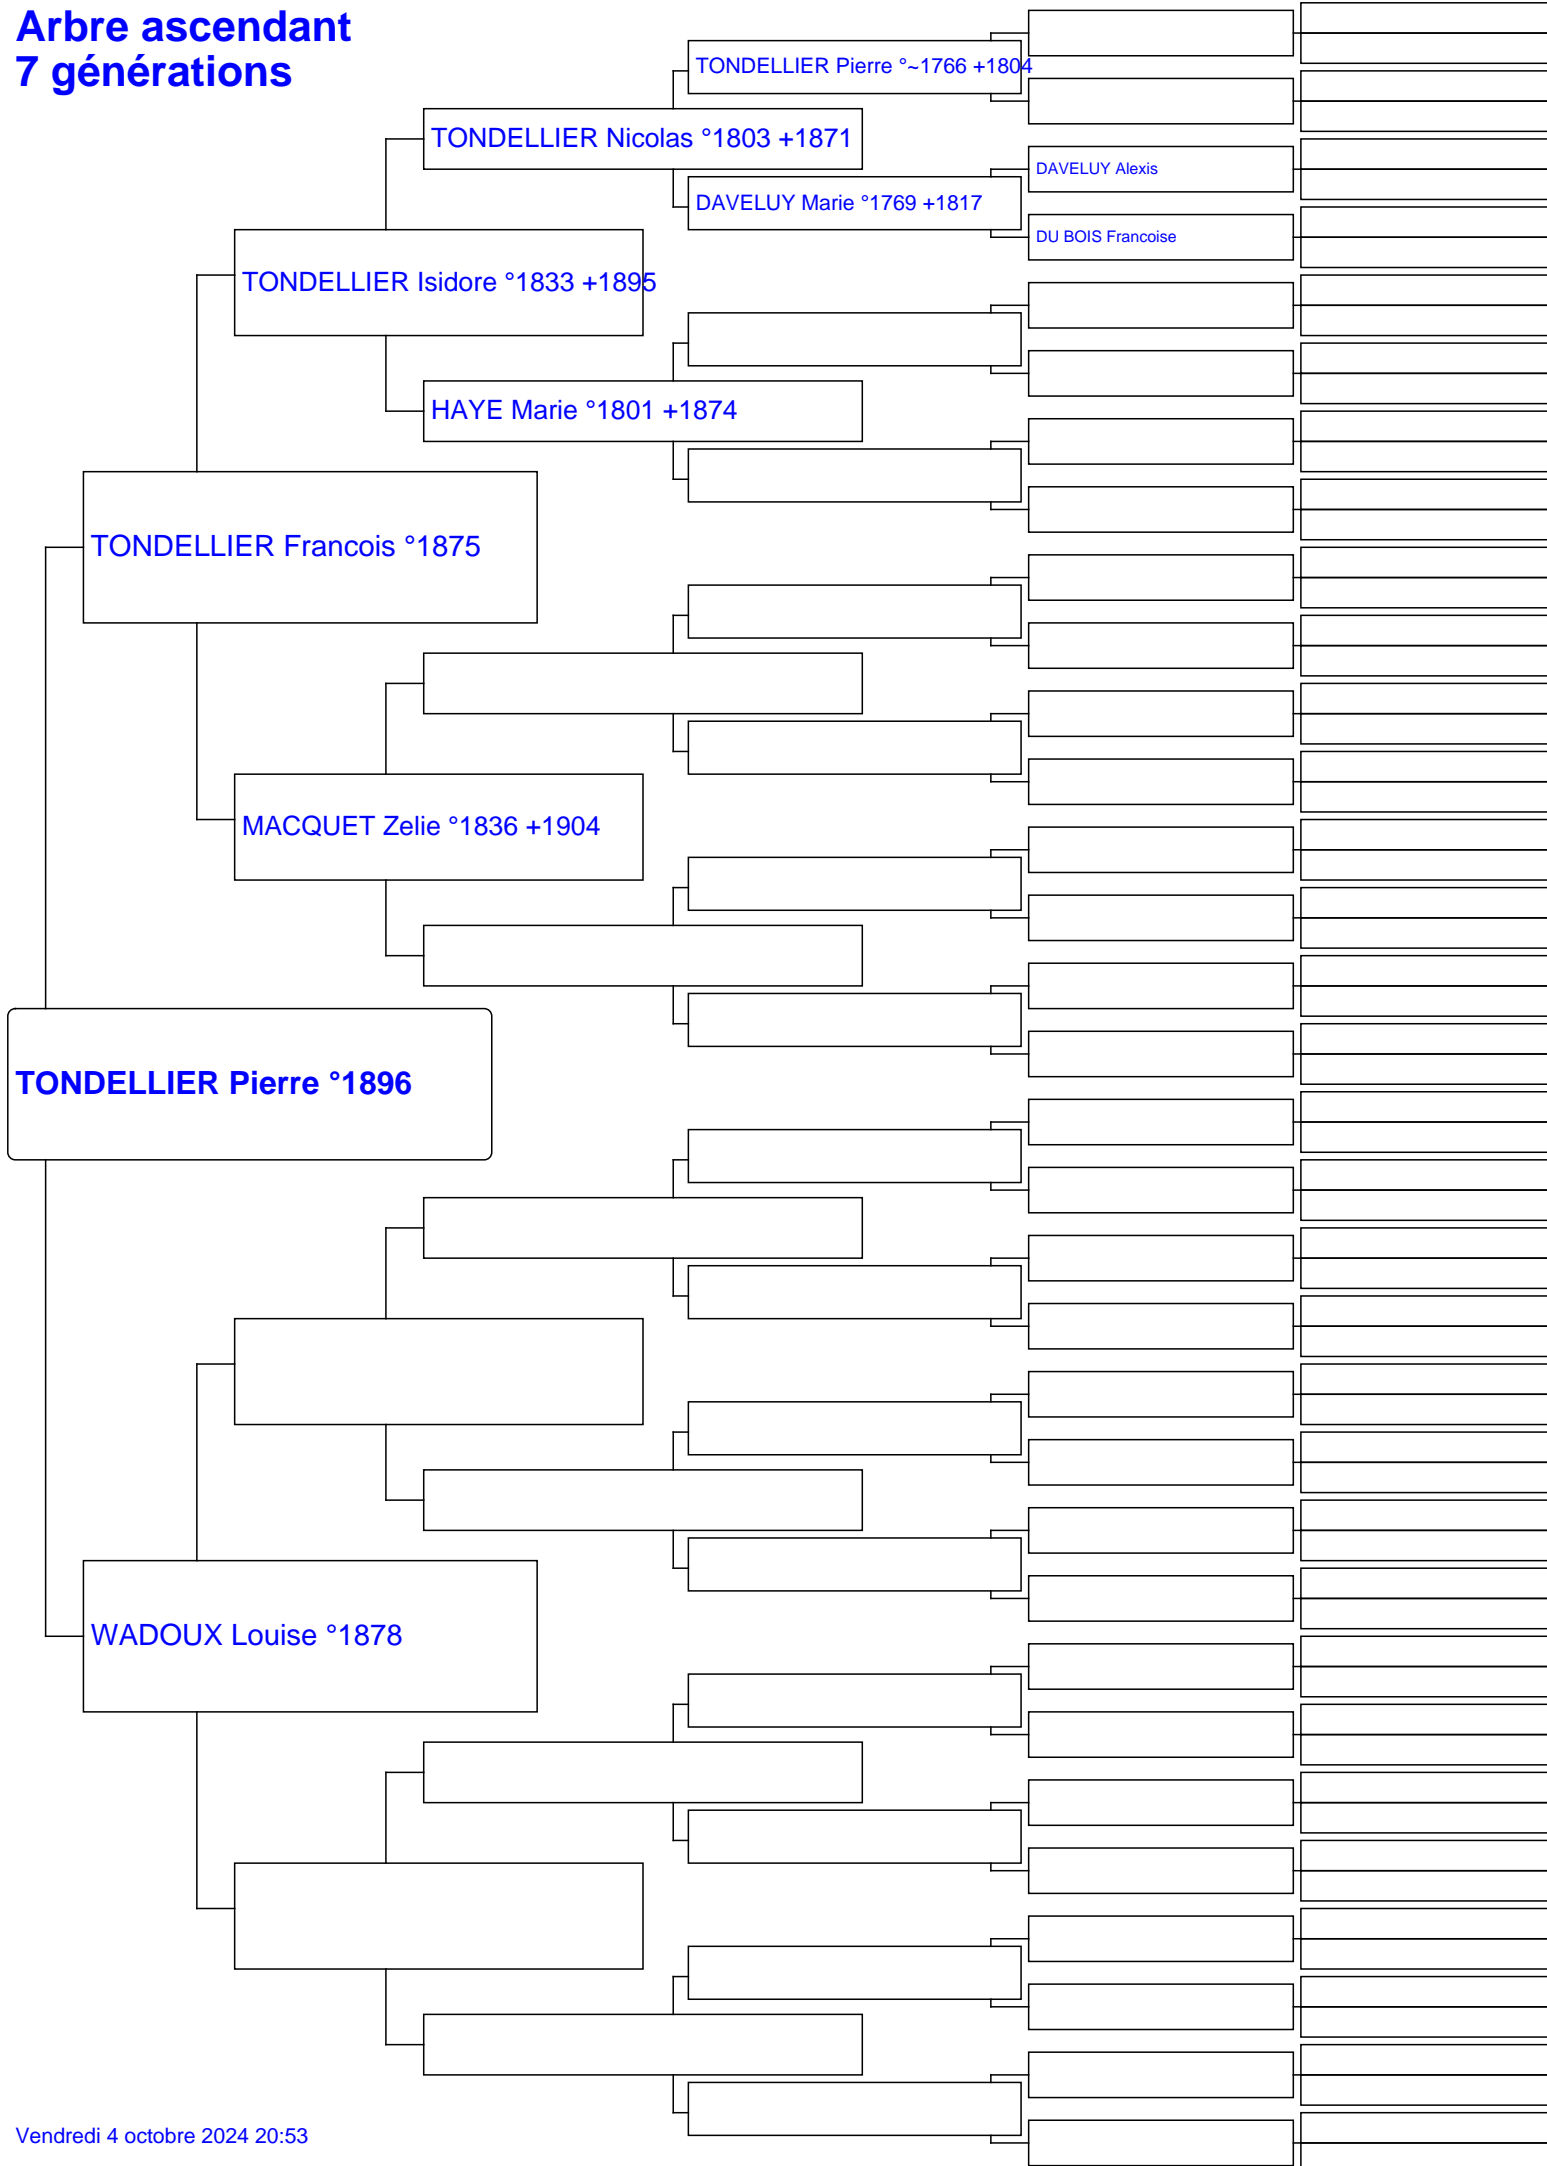 Arbre ascendant
7 générations
TONDELLIER Pierre °~1766 +1804
TONDELLIER Nicolas °1803 +1871
DAVELUY Alexis
DAVELUY Marie °1769 +1817
DU BOIS Francoise
TONDELLIER Isidore °1833 +1895
HAYE Marie °1801 +1874
TONDELLIER Francois °1875
MACQUET Zelie °1836 +1904
TONDELLIER Pierre °1896
WADOUX Louise °1878
Vendredi 4 octobre 2024 20:53